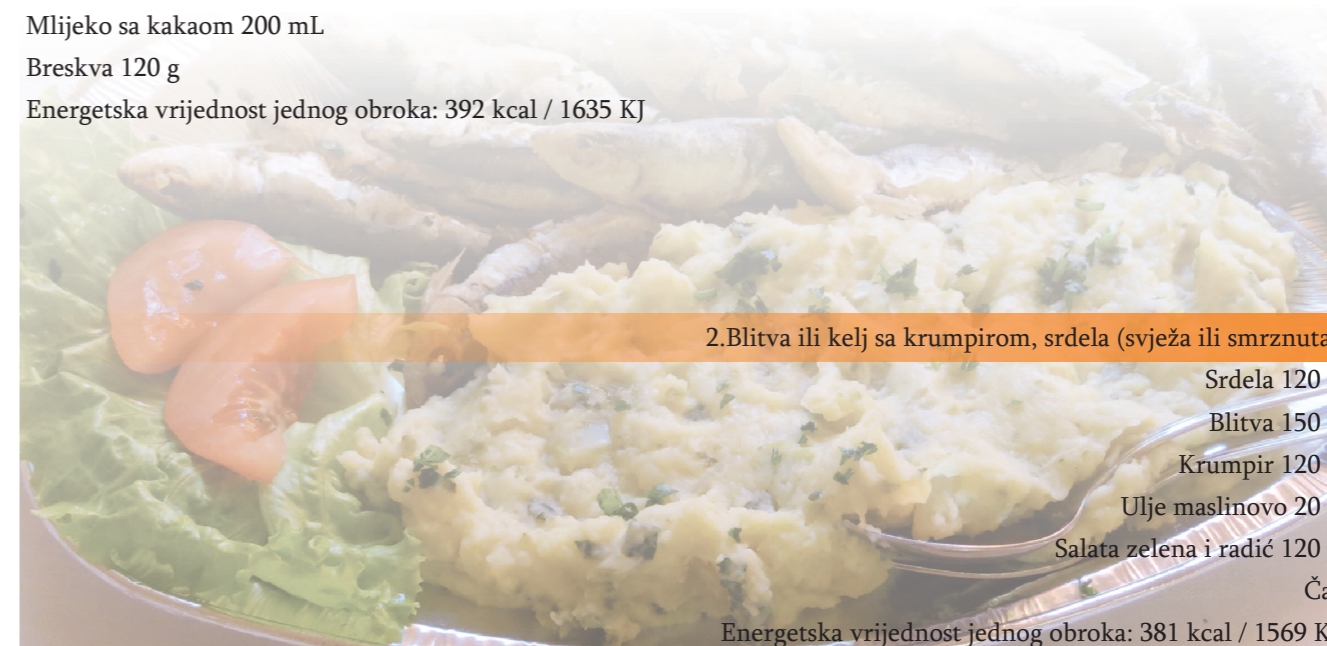 Mlijeko sa kakaom 200 mL
Breskva 120 g
Energetska vrijednost jednog obroka: 392 kcal / 1635 KJ
2.Blitva ili kelj sa krumpirom, srdela (svježa ili smrznuta
Srdela 120
Blitva 150
Krumpir 120
Ulje maslinovo 20
Salata zelena i radić 120
Energetska vrijednost jednog obroka: 381 kcal / 1569